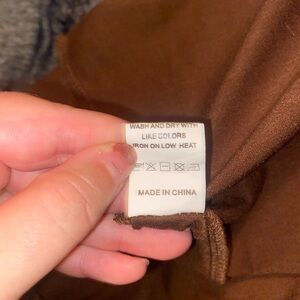 WASH AND DRY WITH
LIKE COLORS
IRON ON LOW HEAT
MADE IN CHINA